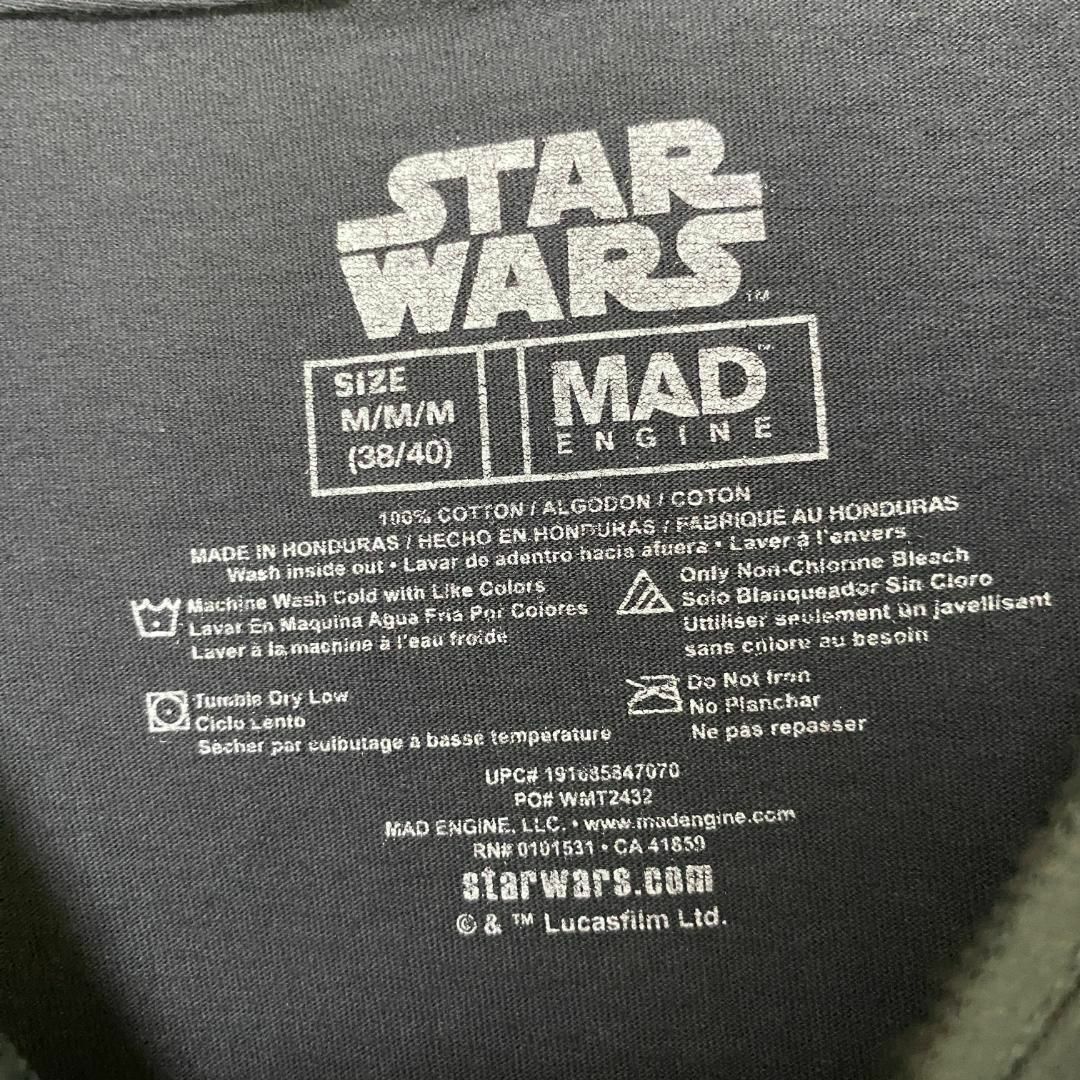 STAR
WARS
™
SIZE
M/M/M
(38/40)
MAD™
ENGINE
100% COTTON / ALGODON / COTON
MADE IN HONDURAS / HECHO EN HONDURAS / FABRIQUÉ AU HONDURAS
Wash inside out • Lavar de adentro hacia afuera • Laver à l'envers
Machine Wash Cold with Like Colors
Lavar En Maquina Agua Fria Por Colores
Laver à la machine à l'eau froide
Only Non-Chlorine Bleach
Solo Blanqueador Sin Cloro
Uttiliser seulement un javellisant
sans chlore au besoin
Tumble Dry Low
Ciclo Lento
Sécher par culbutage à basse temperature
Do Not Iron
No Planchar
Ne pas repasser
UPC#
PO# WMT2432
MAD ENGINE, LLC. • www.madengine.com
RN# 0101531 • CA 41859
starwars.com
© & ™ Lucasfilm Ltd.